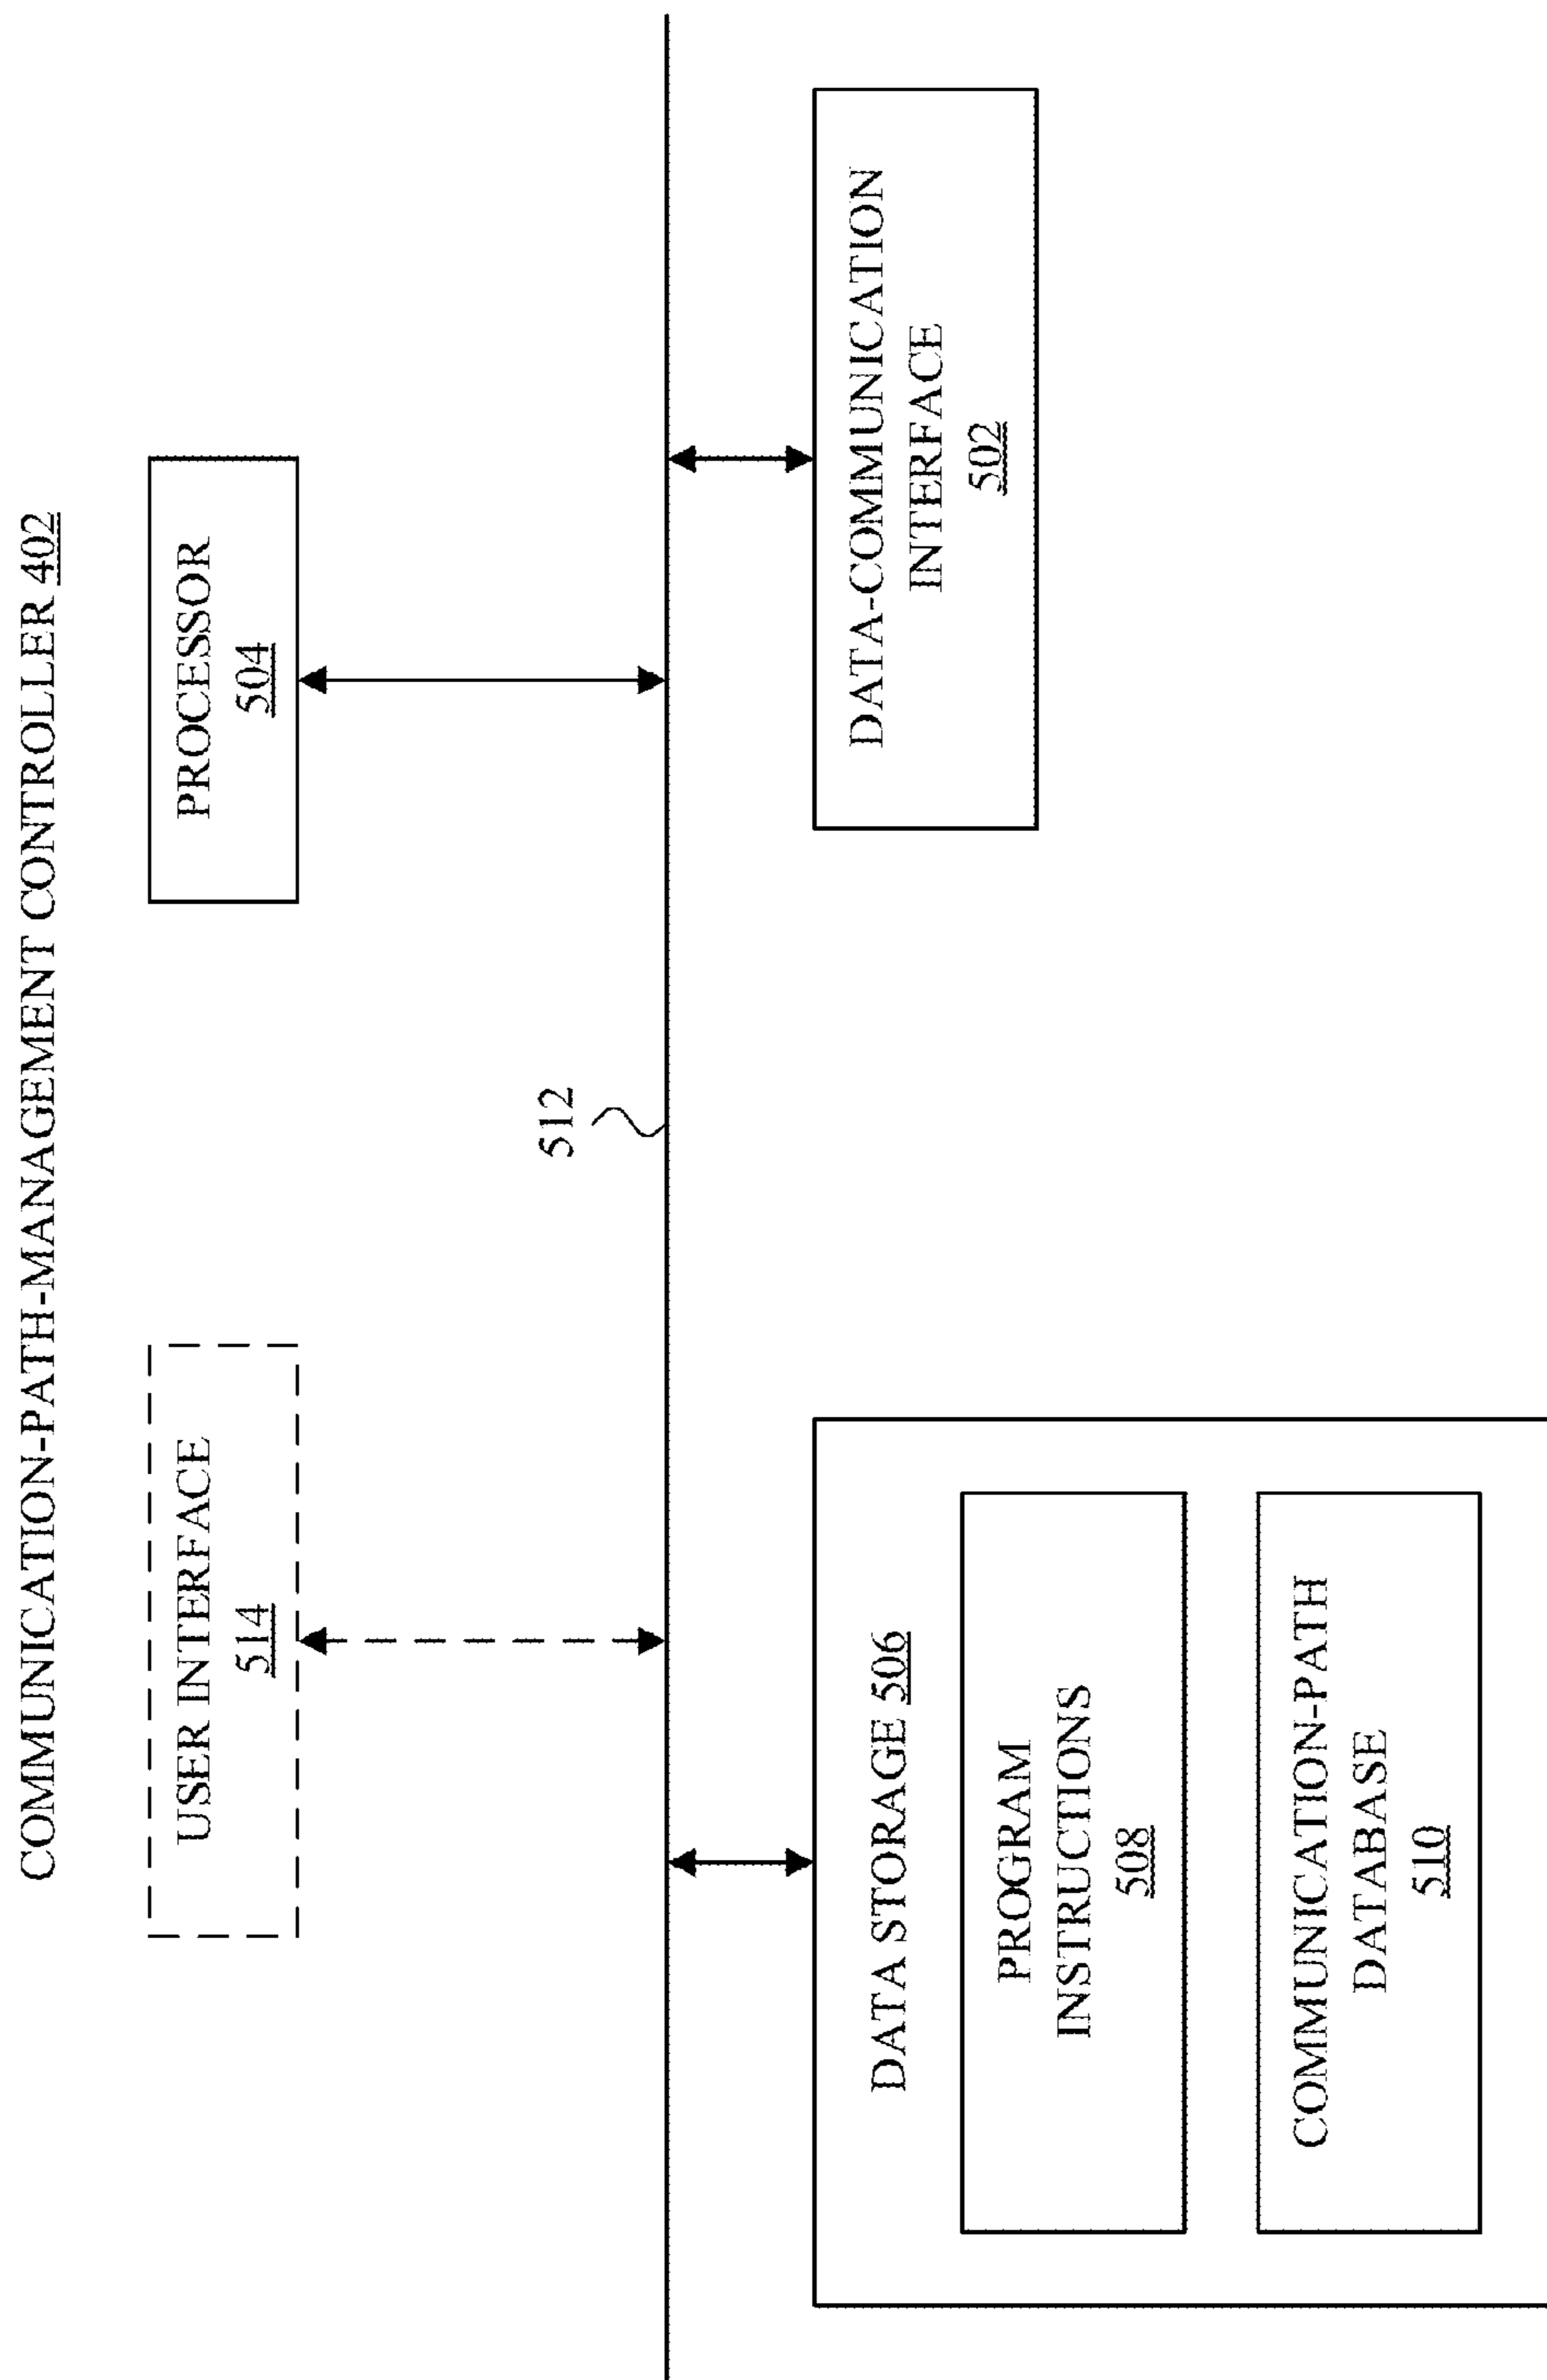 COMMUNICATION-PATH-MANAGEMENT CONTROLLER 402
USER INTERFACE
514
PROCESSOR
504
512
DATA STORAGE 506
PROGRAM
INSTRUCTIONS
508
COMMUNICATION-PATH
DATABASE
510
DATA-COMMUNICATION
INTERFACE
502